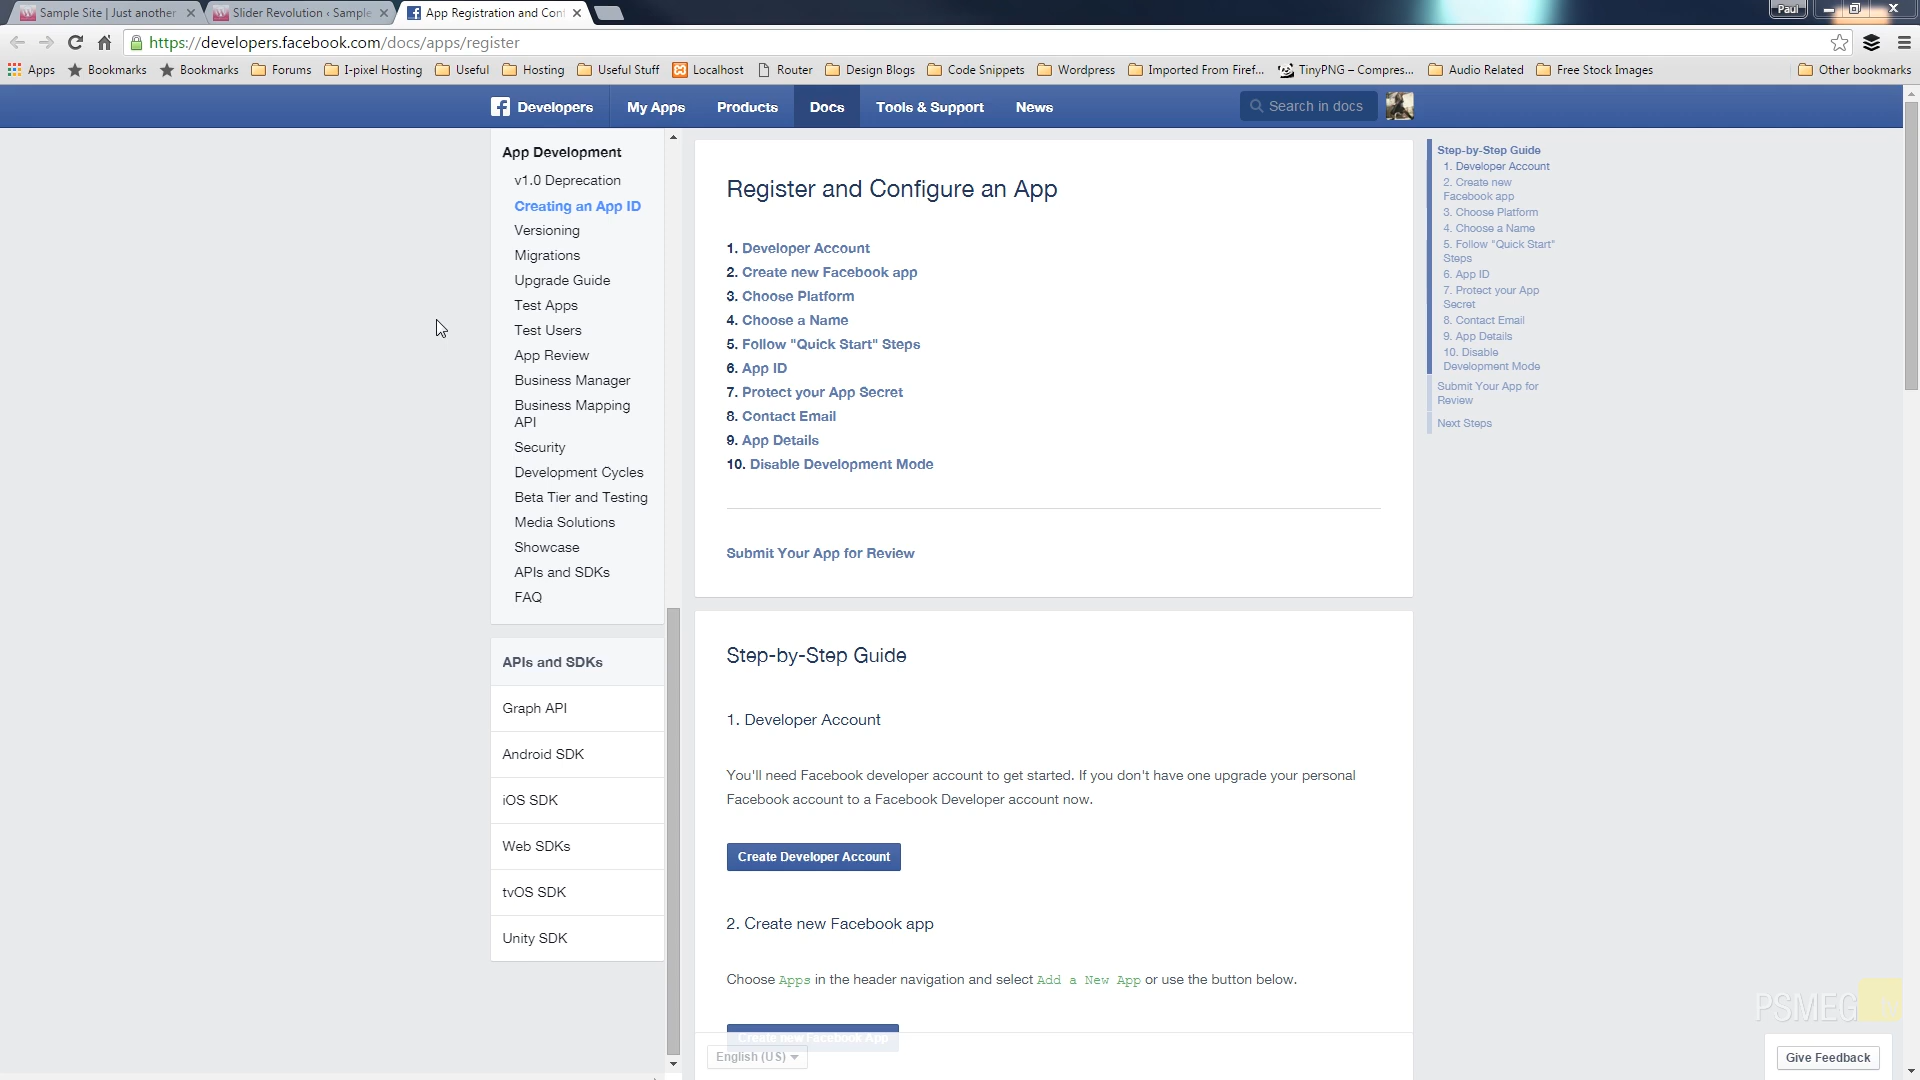 Sample Site | Just another
Slider Revolution ‹ Sample
App Registration and Con
Paul
https://developers.facebook.com/docs/apps/register
Apps
Bookmarks
Bookmarks
Forums
I-pixel Hosting
Useful
Hosting
Useful Stuff
Localhost
Router
Design Blogs
Code Snippets
Wordpress
Imported From Firef...
TinyPNG – Compres...
Audio Related
Free Stock Images
Other bookmarks
Developers
My Apps
Products
Docs
Tools & Support
News
Search in docs
App Development
v1.0 Deprecation
Creating an App ID
Versioning
Migrations
Upgrade Guide
Test Apps
Test Users
App Review
Business Manager
Business Mapping
API
Security
Development Cycles
Beta Tier and Testing
Media Solutions
Showcase
APIs and SDKs
FAQ
APIs and SDKs
Graph API
Android SDK
iOS SDK
Web SDKs
tvOS SDK
Unity SDK
Register and Configure an App
1. Developer Account
2. Create new Facebook app
3. Choose Platform
4. Choose a Name
5. Follow "Quick Start" Steps
6. App ID
7. Protect your App Secret
8. Contact Email
9. App Details
10. Disable Development Mode
Submit Your App for Review
Step-by-Step Guide
1. Developer Account
You'll need Facebook developer account to get started. If you don't have one upgrade your personal
Facebook account to a Facebook Developer account now.
Create Developer Account
2. Create new Facebook app
Choose Apps in the header navigation and select Add a New App or use the button below.
Create new Facebook App
English (US)
Step-by-Step Guide
1. Developer Account
2. Create new
Facebook app
3. Choose Platform
4. Choose a Name
5. Follow "Quick Start"
Steps
6. App ID
7. Protect your App
Secret
8. Contact Email
9. App Details
10. Disable
Development Mode
Submit Your App for
Review
Next Steps
PSMEG
Give Feedback